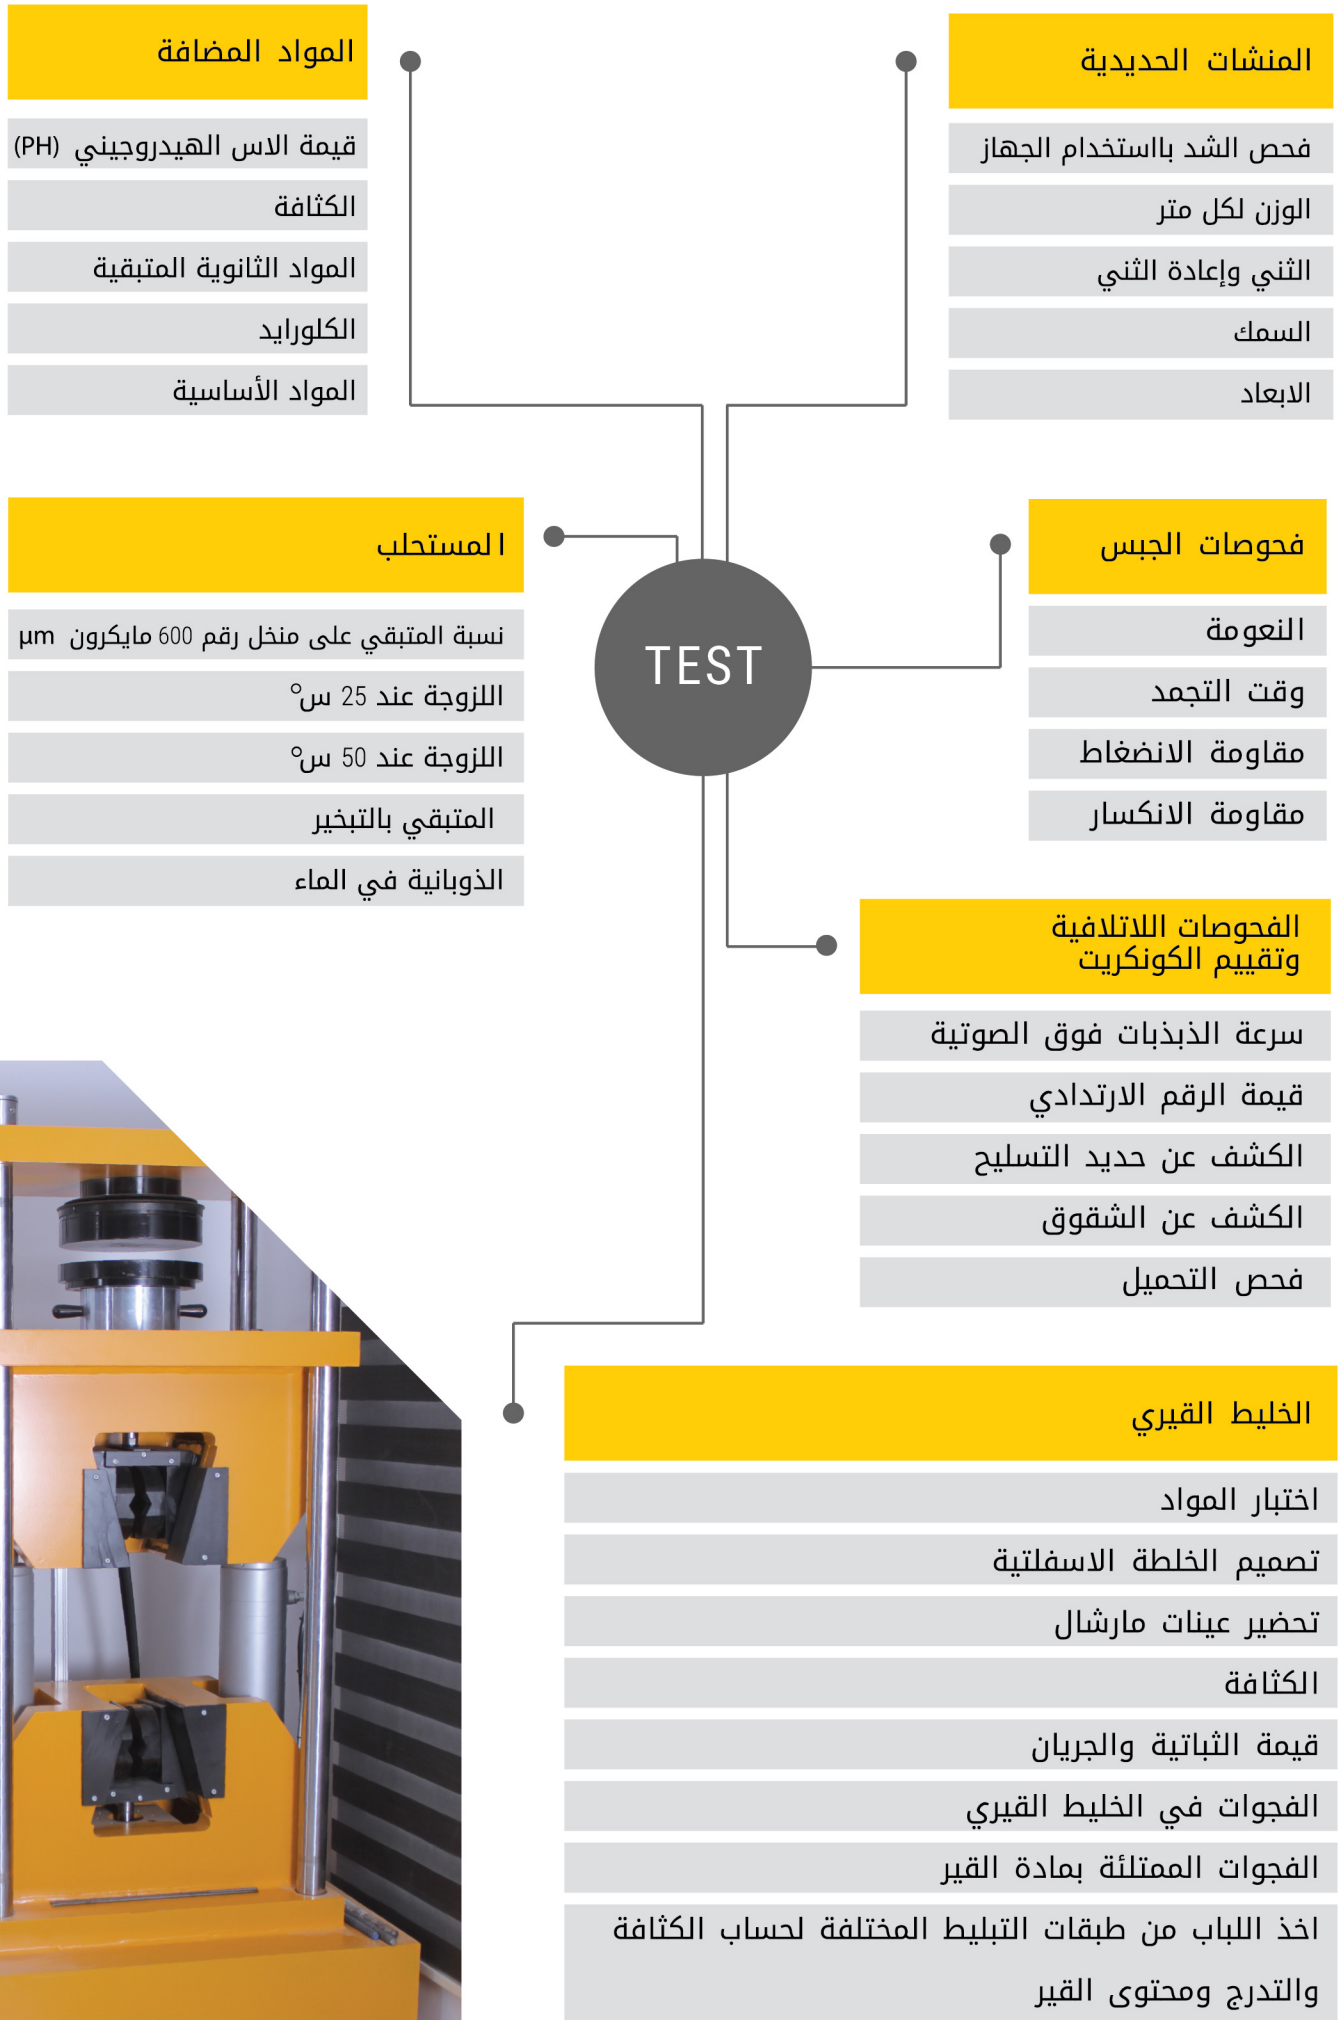 المنشات الحديدية
فحص الشد بااستخدام الجهاز
الوزن لكل متر
الثني وإعادة الثني
السمك
الابعاد
المواد المضافة
قيمة الاس الهيدروجيني (PH)
الكثافة
المواد الثانوية المتبقية
الكلورايد
المواد الأساسية
فحوصات الجبس
النعومة
وقت التجمد
مقاومة الانضغاط
مقاومة الانكسار
المستحلب
نسبة المتبقي على منخل رقم 600 مايكرون µm
اللزوجة عند 25 س°
اللزوجة عند 50 س°
المتبقي بالتبخير
الذوبانية في الماء
TEST
الفحوصات اللاتلافية
وتقييم الكونكريت
سرعة الذبذبات فوق الصوتية
قيمة الرقم الارتدادي
الكشف عن حديد التسليح
الكشف عن الشقوق
فحص التحميل
الخليط القيري
اختبار المواد
تصميم الخلطة الاسفلتية
تحضير عينات مارشال
الكثافة
قيمة الثباتية والجريان
الفجوات في الخليط القيري
الفجوات الممتلئة بمادة القير
اخذ اللباب من طبقات التبليط المختلفة لحساب الكثافة
والتدرج ومحتوى القير